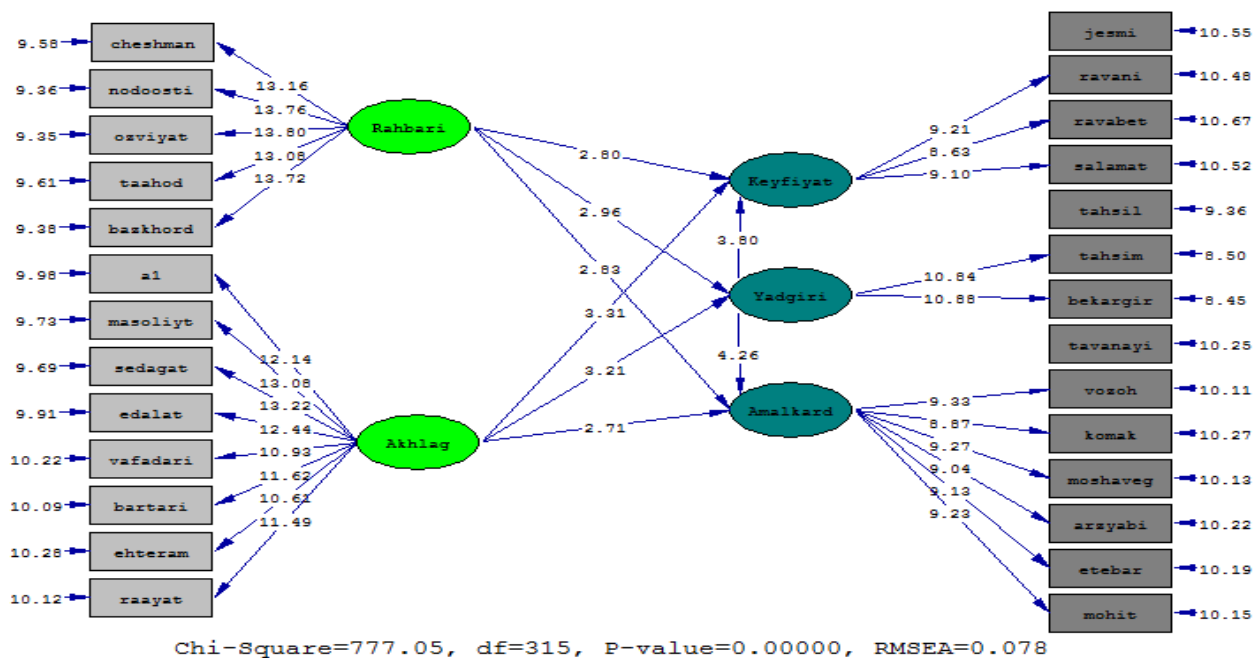 9.58 cheshman
9.36 nodoosti
9.35 ozviyat
9.61 taahod
9.38 baskhord
9.98 a1
9.73 masoliyt
9.69 sedagat
9.91 edalat
10.22 vafadari
10.09 bartari
10.28 ehteram
10.12 raayat
13.16
13.76
13.80
13.08
13.72
Rahbari
12.14
13.08
13.22
12.44
10.93
11.62
10.61
11.49
Akhlag
2.80
2.96
2.83
3.31
3.21
2.71
Keyfiyat
3.80
Yadgiri
4.26
Amalkard
9.21
8.63
9.10
10.84
10.88
9.33
8.87
9.27
9.04
9.13
9.23
jesmi 10.55
ravani 10.48
ravabet 10.67
salamat 10.52
tahsil 9.36
tahsim 8.50
bekargir 8.45
tavanayi 10.25
vozoh 10.11
komak 10.27
moshaveg 10.13
arzyabi 10.22
etebar 10.19
mohit 10.15
Chi-Square=777.05, df=315, P-value=0.00000, RMSEA=0.078